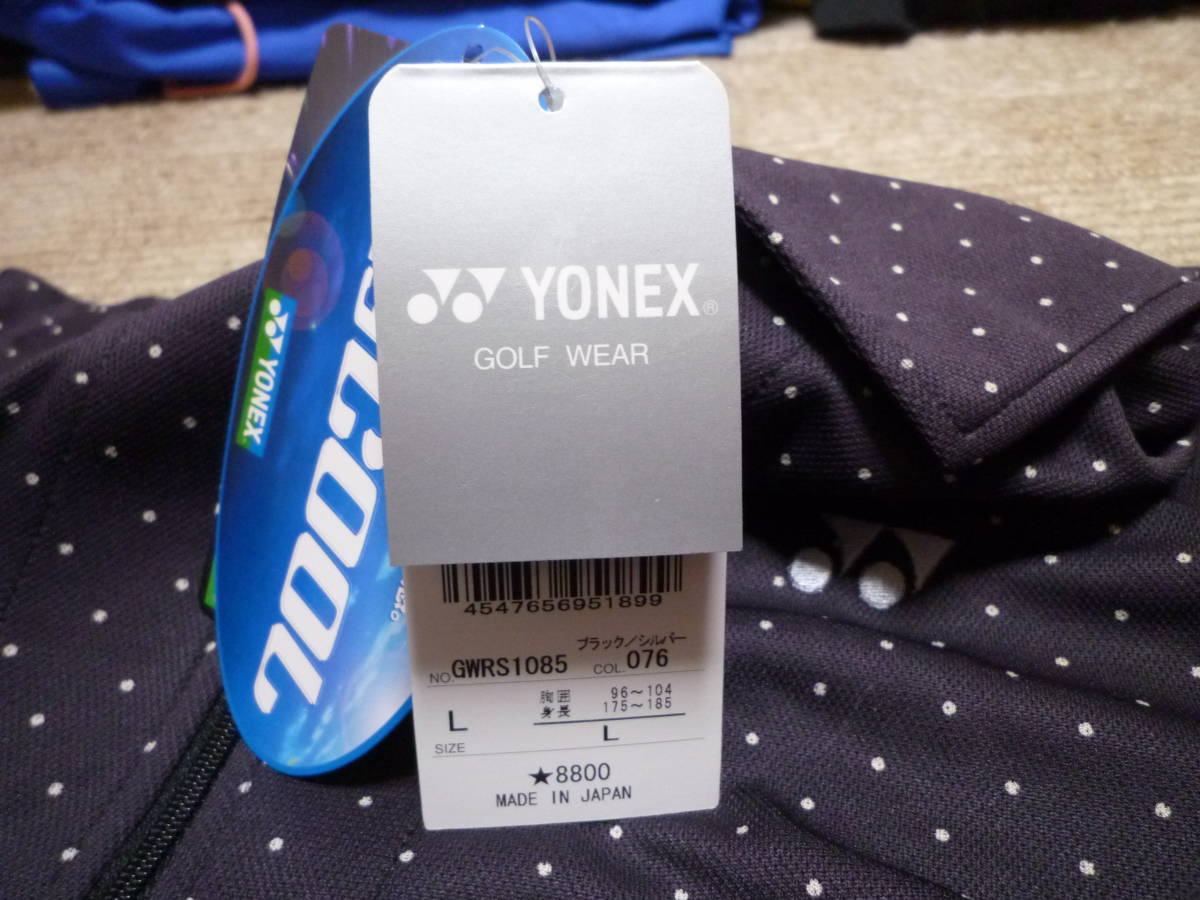 YONEX®
GOLF WEAR
YONEX
COOL
4547656951899
ブラック／シルバー
NO. GWRS1085 COL. 076
胸囲 96～104
身長 175～185
L L
SIZE
★8800
MADE IN JAPAN